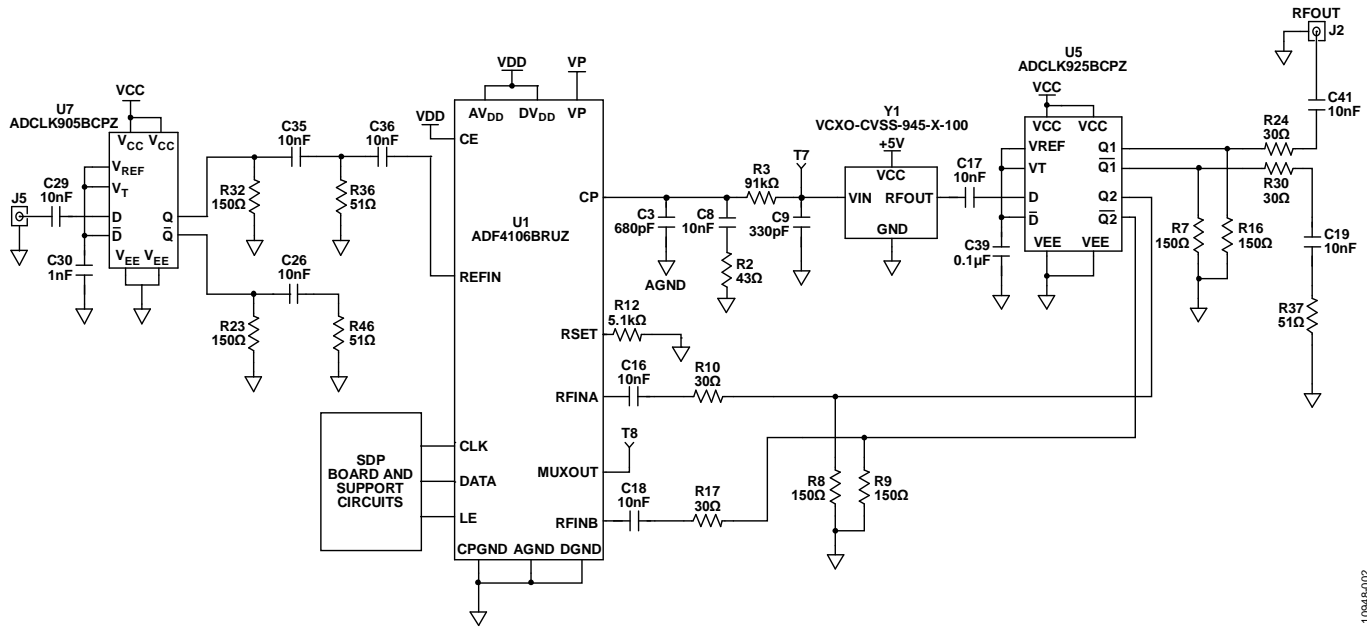 RFOUT
J2
C41
10nF
U5
ADCLK925BCPZ
VCC
VCC
VCC
VREF
VT
D
D̅
VEE
VEE
Q1
Q̅1̅
Q2
Q̅2̅
R24
30Ω
R30
30Ω
R7
150Ω
R16
150Ω
C19
10nF
R37
51Ω
C39
0.1µF
C17
10nF
Y1
VCXO-CVSS-945-X-100
+5V
VCC
VIN
RFOUT
GND
T7
R3
91kΩ
C3
680pF
AGND
C8
10nF
R2
43Ω
C9
330pF
R12
5.1kΩ
C16
10nF
R10
30Ω
T8
C18
10nF
R17
30Ω
R8
150Ω
R9
150Ω
VDD
VP
VDD
AVDD
DVDD
VP
CE
CP
U1
ADF4106BRUZ
REFIN
RSET
RFINA
CLK
MUXOUT
DATA
LE
RFINB
CPGND
AGND
DGND
SDP
BOARD AND
SUPPORT
CIRCUITS
U7
ADCLK905BCPZ
VCC
VCC
VCC
VREF
VT
D
D̅
VEE
VEE
Q
Q̅
J5
C29
10nF
C30
1nF
R32
150Ω
C35
10nF
R36
51Ω
C36
10nF
C26
10nF
R23
150Ω
R46
51Ω
10948-002